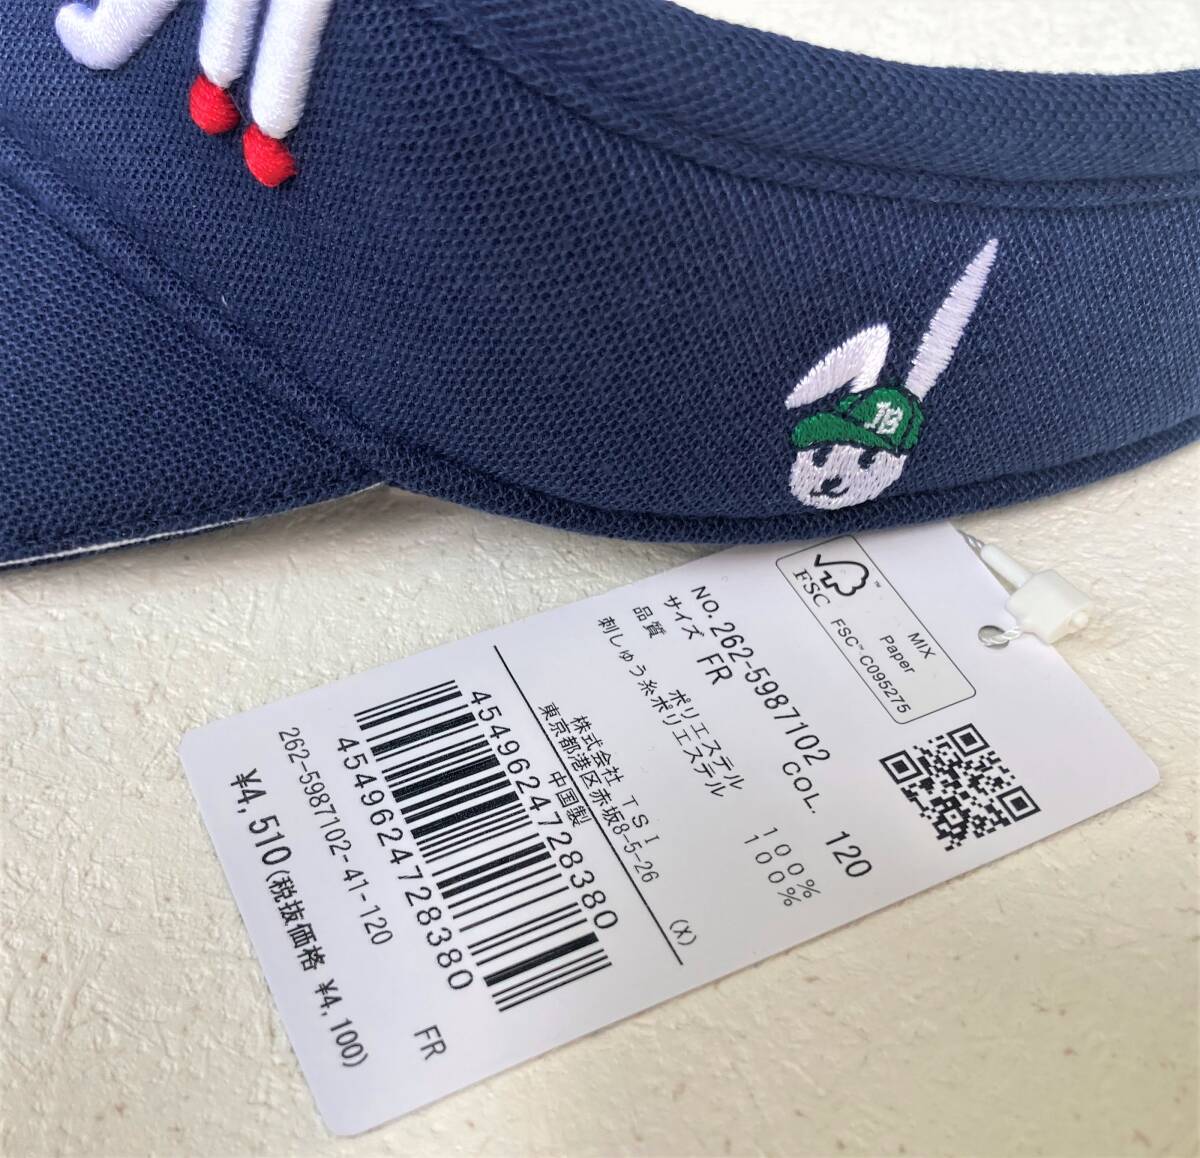 13
FSC
™
MIX
Paper
FSC™ C095275
NO. 262-5987102 COL. 120
サイズ FR
品質 ポリエステル 100%
刺しゅう糸ポリエステル 100%
(X)
株式会社 TSI
東京都港区赤坂8-5-26
中国製
4549624728380
4549624728380
262-5987102-41-120 FR
¥4,510(税抜価格 ¥4,100)